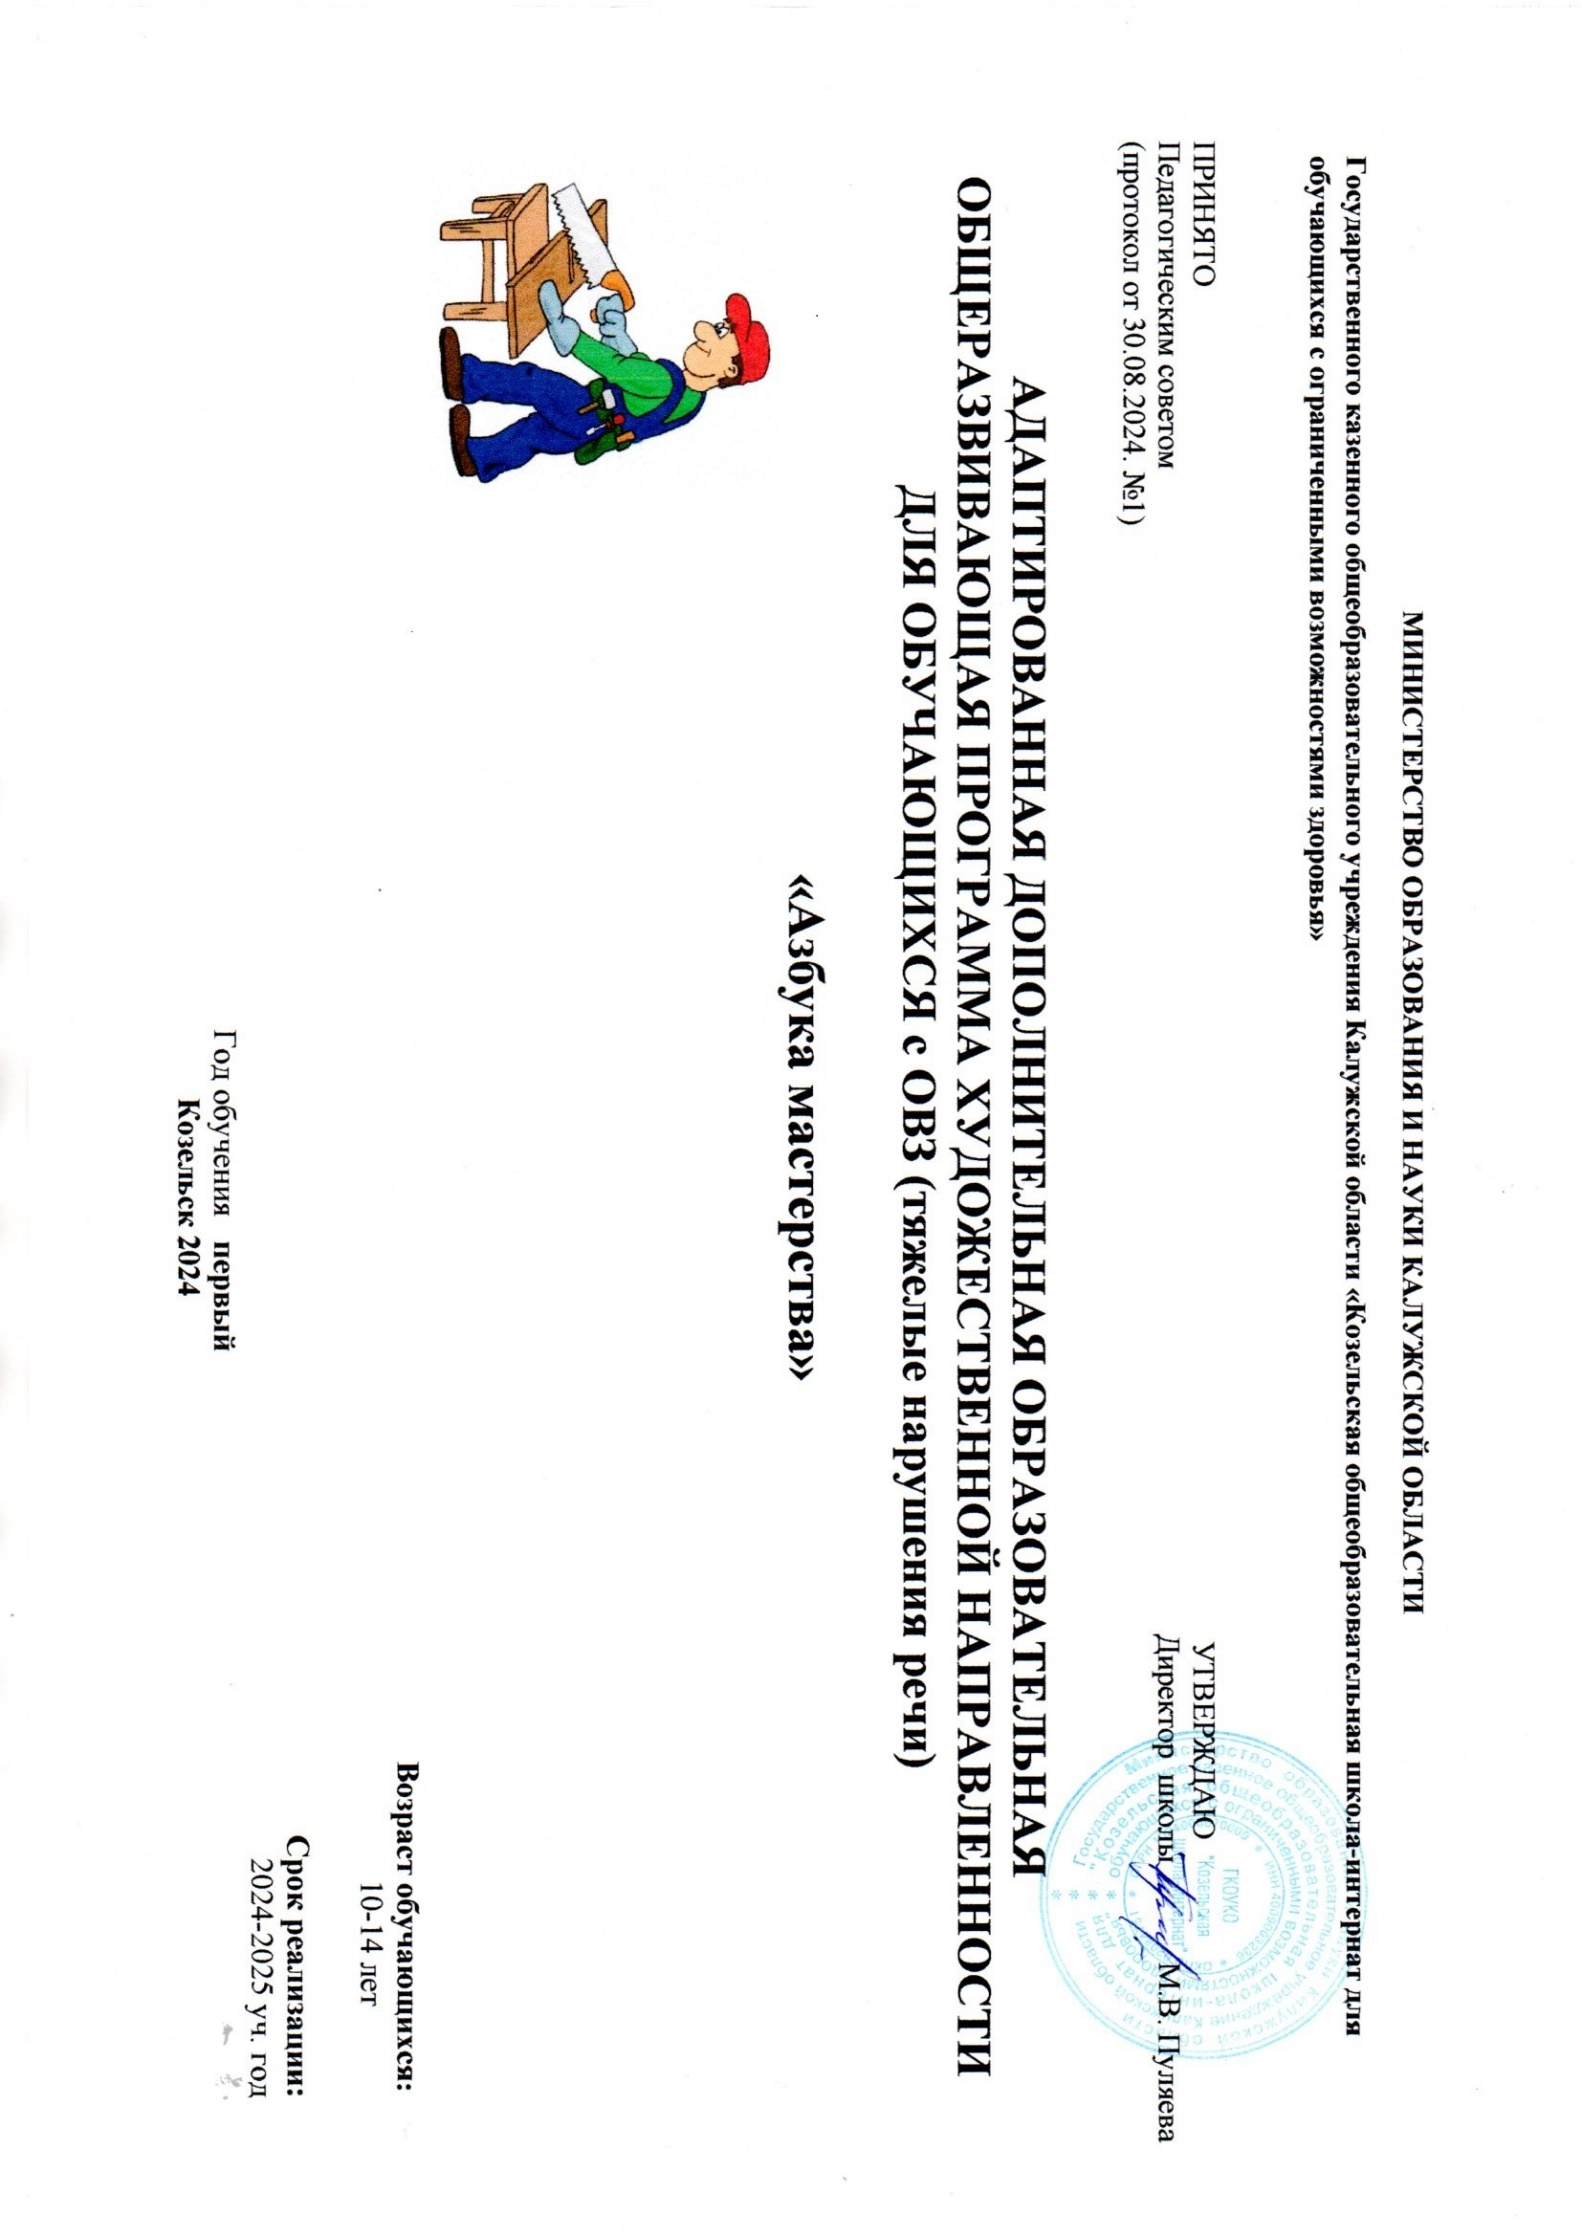 МИНИСТЕРСТВО ОБРАЗОВАНИЯ И НАУКИ КАЛУЖСКОЙ ОБЛАСТИ
Государственного казенного общеобразовательного учреждения Калужской области «Козельская общеобразовательная школа-интернат для
обучающихся с ограниченными возможностями здоровья»
ПРИНЯТО
Педагогическим советом
(протокол от 30.08.2024. №1)
УТВЕРЖДАЮ
Директор школы М.В. Пуляева
ГКОУКО
"Козельская
АДАПТИРОВАННАЯ ДОПОЛНИТЕЛЬНАЯ ОБРАЗОВАТЕЛЬНАЯ
ОБЩЕРАЗВИВАЮЩАЯ ПРОГРАММА ХУДОЖЕСТВЕННОЙ НАПРАВЛЕННОСТИ
ДЛЯ ОБУЧАЮЩИХСЯ с ОВЗ (тяжелые нарушения речи)
«Азбука мастерства»
Возраст обучающихся:
10-14 лет
Срок реализации:
2024-2025 уч. год
Год обучения первый
Козельск 2024